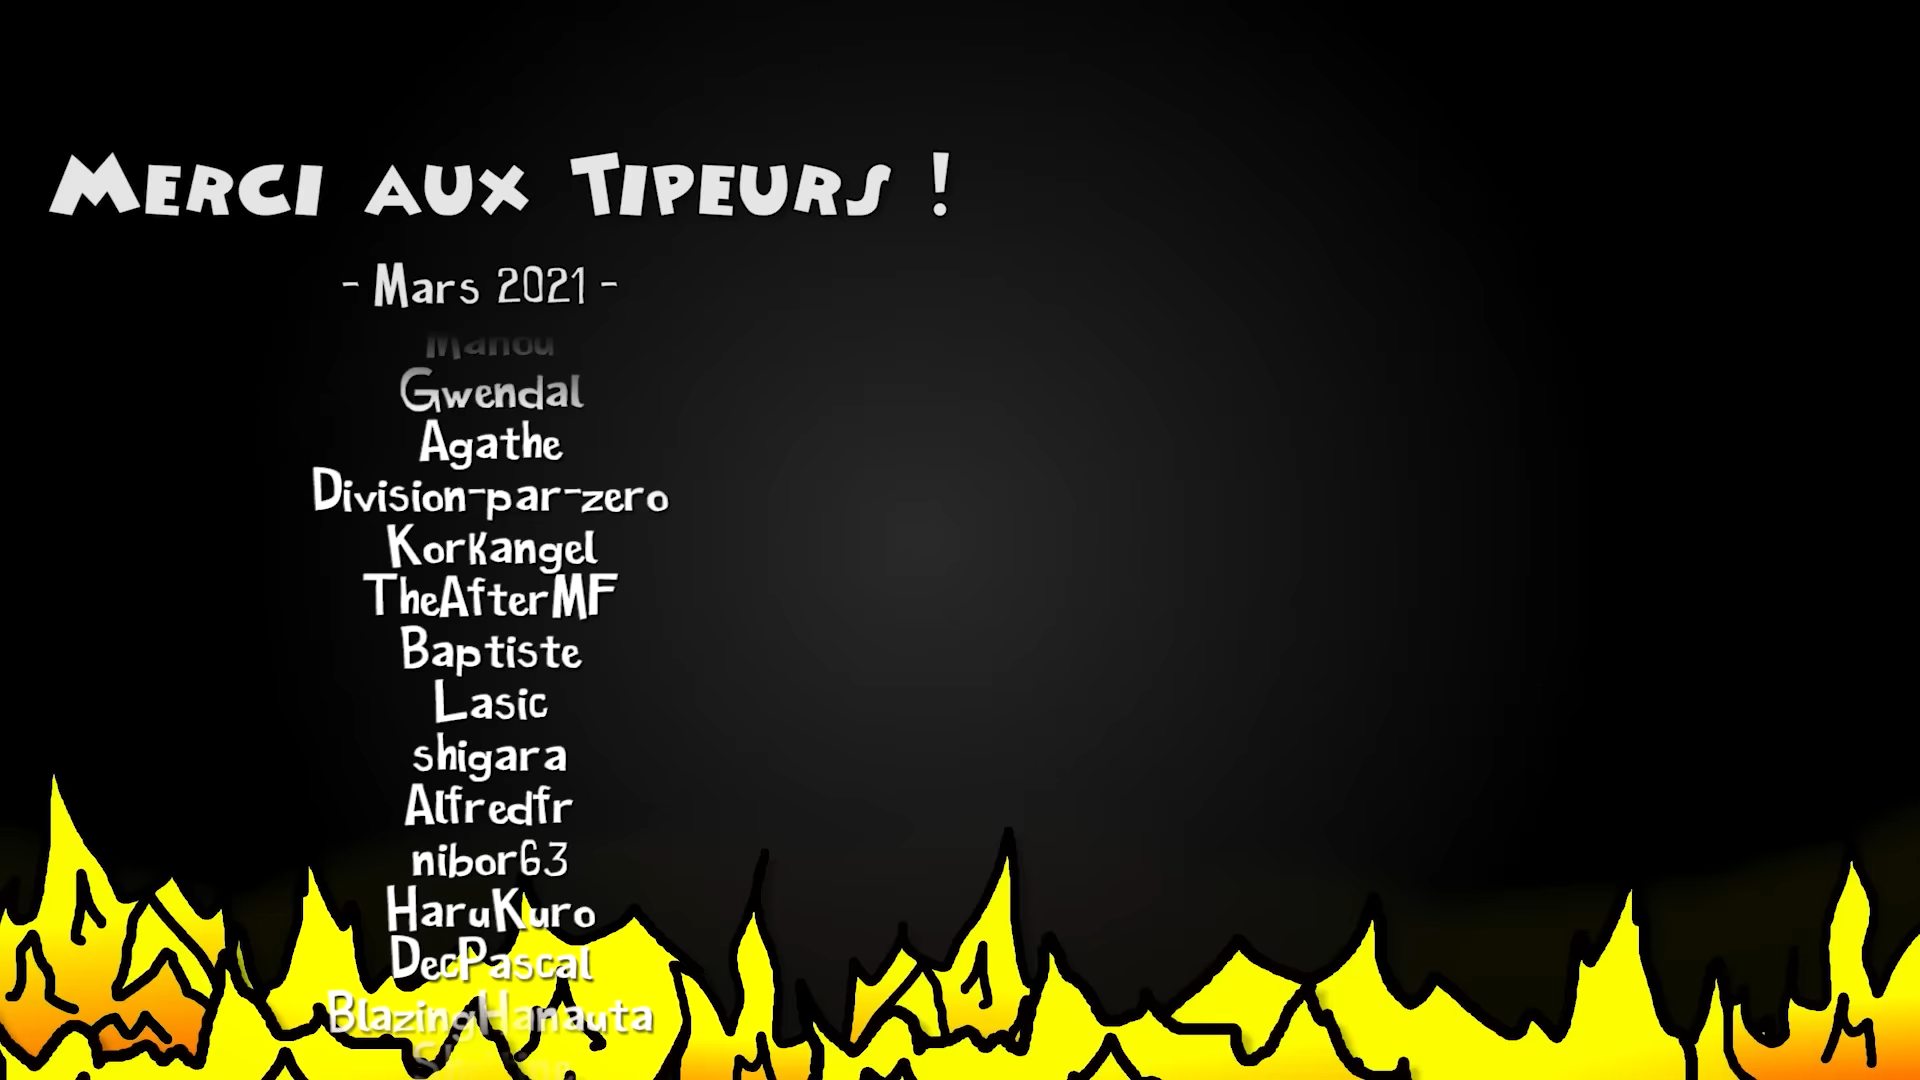 Merci aux Tipeurs !
- Mars 2021 -
Manou
Gwendal
Agathe
Division-par-zero
Korkangel
TheAfterMF
Baptiste
Lasic
shigara
Alfredfr
nibor63
HaruKuro
DecPascal
BlazingHanauta